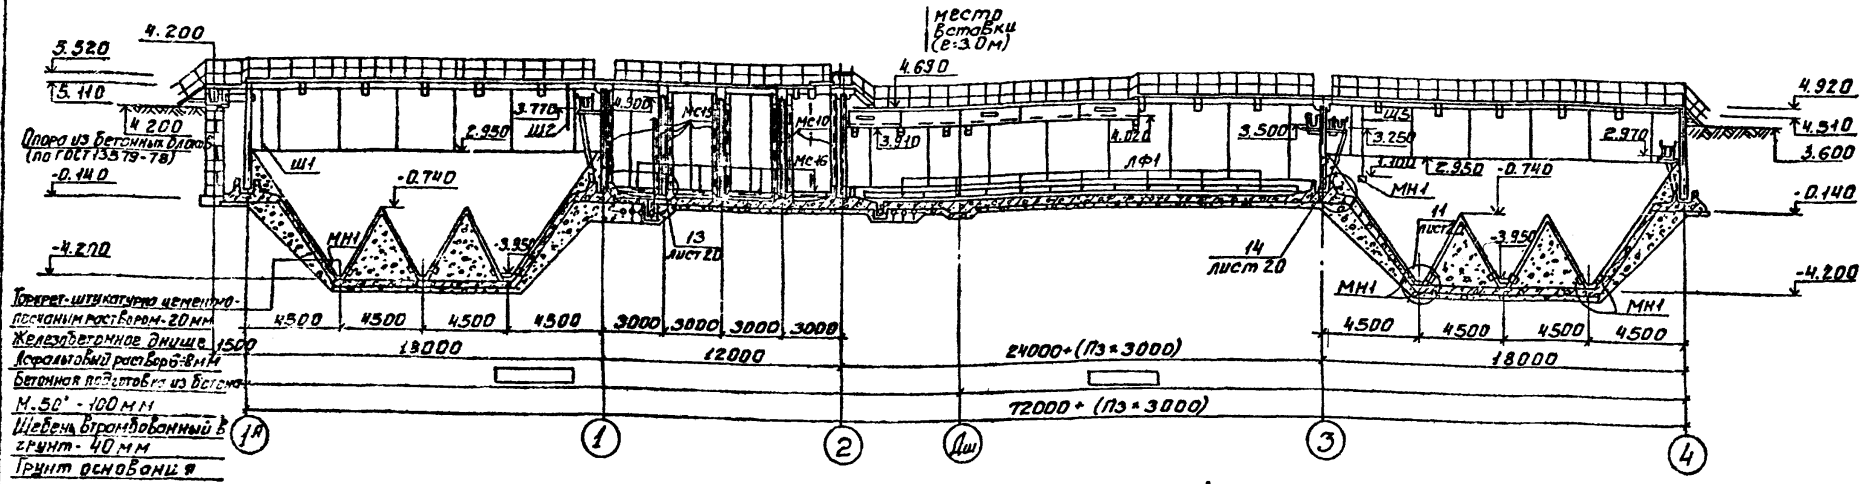 место
вставки
(ℓ=3.0м)
4.200
5.520
5.110
4.200
Опора из бетонных блоков
(по ГОСТ 13579-78)
-0.140
-4.200
Ш1
2.950
3.770
Ш2
4.900
МС15
МС10
МС16
4.690
3.910
4.020
ЛФ1
3.500
Ш5
3.250
1.100
2.950
2.970
МН1
-0.740
4.920
4.510
3.600
-0.140
-4.200
-0.740
МН1
-3.950
13
лист 20
14
лист 20
11
лист 20
-3.950
МН1
МН1
Торкрет-штукатурка цементно-
песчаным раствором-20мм
Железобетонное днище
Асфальтовый раствор 6÷8мм
Бетонная подготовка из бетона
М.50 - 100мм
Щебень втрамбованный в
грунт - 40мм
Грунт основания
4500 4500 4500 4500 3000 3000 3000 3000 4500 4500 4500 4500
1500 18000 12000 24000+(П3×3000) 18000
72000+(П3×3000)
1А 1 2 Дш 3 4